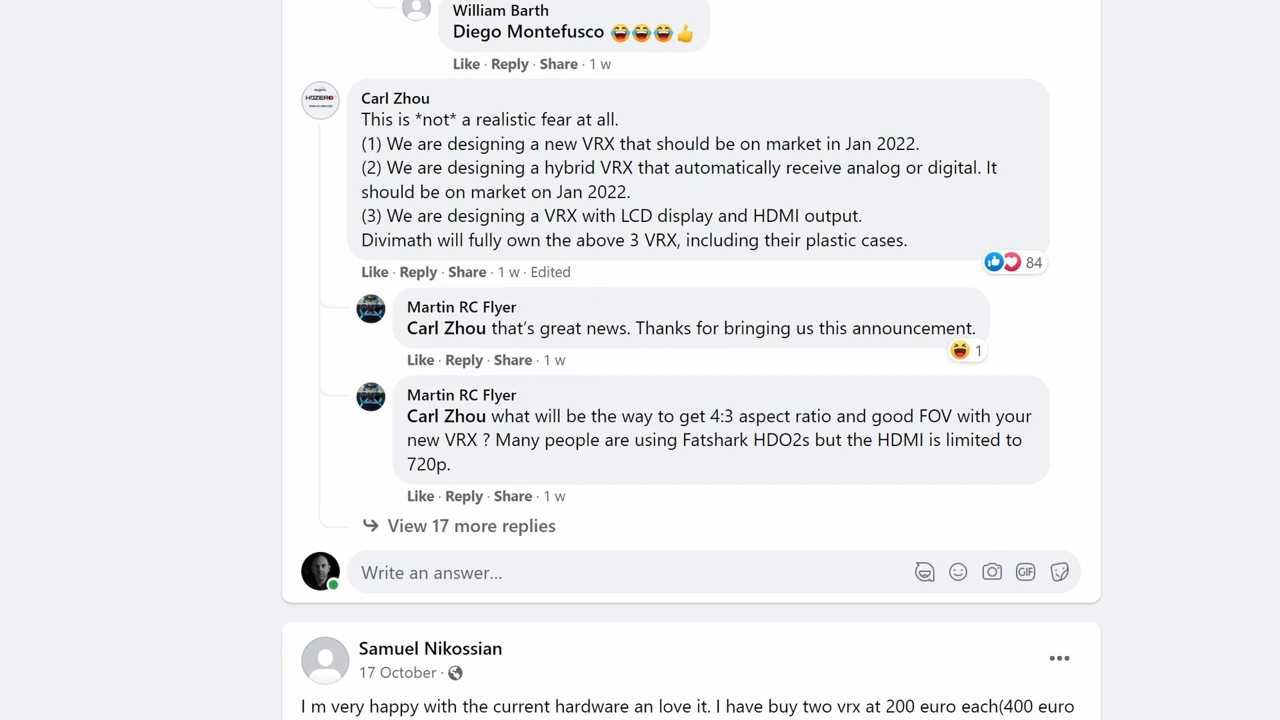 William Barth
Diego Montefusco 😂😂😂👍
Like · Reply · Share · 1 w
HDZERO
Carl Zhou
This is *not* a realistic fear at all.
(1) We are designing a new VRX that should be on market in Jan 2022.
(2) We are designing a hybrid VRX that automatically receive analog or digital. It
should be on market on Jan 2022.
(3) We are designing a VRX with LCD display and HDMI output.
Divimath will fully own the above 3 VRX, including their plastic cases.
84
Like · Reply · Share · 1 w · Edited
Martin RC Flyer
Carl Zhou that's great news. Thanks for bringing us this announcement.
1
Like · Reply · Share · 1 w
Martin RC Flyer
Carl Zhou what will be the way to get 4:3 aspect ratio and good FOV with your
new VRX ? Many people are using Fatshark HDO2s but the HDMI is limited to
720p.
Like · Reply · Share · 1 w
View 17 more replies
Write an answer...
GIF
Samuel Nikossian
17 October ·
I m very happy with the current hardware an love it. I have buy two vrx at 200 euro each(400 euro